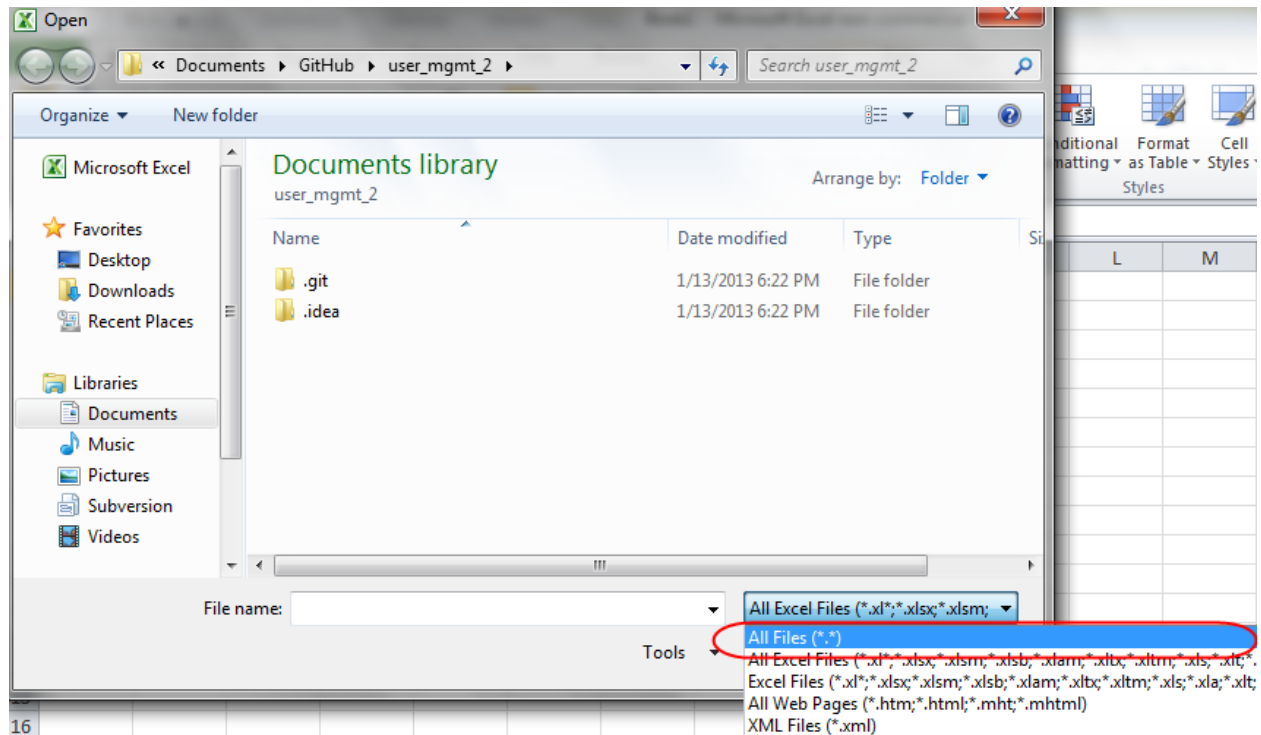 Open
« Documents GitHub user_mgmt_2
Search user_mgmt_2
Organize New folder
Microsoft Excel
Favorites
Desktop
Downloads
Recent Places
Libraries
Documents
Music
Pictures
Subversion
Videos
Documents library
user_mgmt_2
Arrange by: Folder
Name Date modified Type
.git 1/13/2013 6:22 PM File folder
.idea 1/13/2013 6:22 PM File folder
File name:
All Excel Files (*.xl*;*.xlsx;*.xlsm;
Tools
All Files (*.*)
All Excel Files (*.xl*;*.xlsx;*.xlsm;*.xlsb;*.xlam;*.xltx;*.xltm;*.xls;*.xlt;*.
Excel Files (*.xl*;*.xlsx;*.xlsm;*.xlsb;*.xlam;*.xltx;*.xltm;*.xls;*.xla;*.xlt;
All Web Pages (*.htm;*.html;*.mht;*.mhtml)
XML Files (*.xml)
Format Cell
as Table Styles
Styles
L M
16